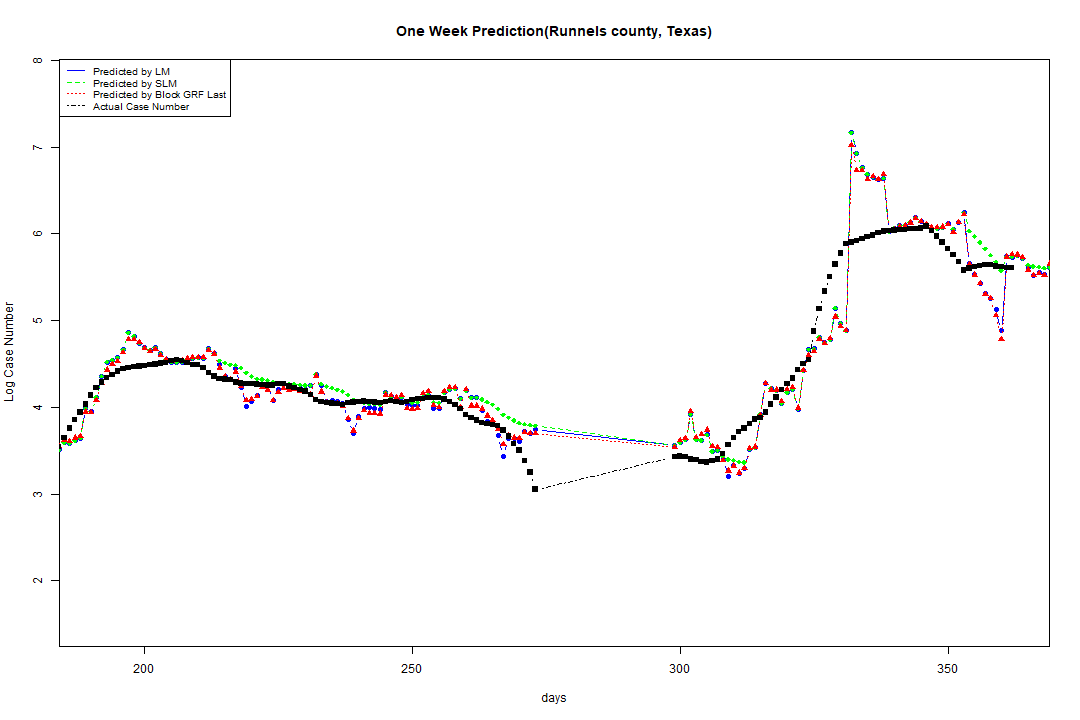 One Week Prediction(Runnels county, Texas)
Predicted by LM
Predicted by SLM
Predicted by Block GRF Last
Actual Case Number
Log Case Number
8
7
6
5
4
3
2
200 250 300 350
days